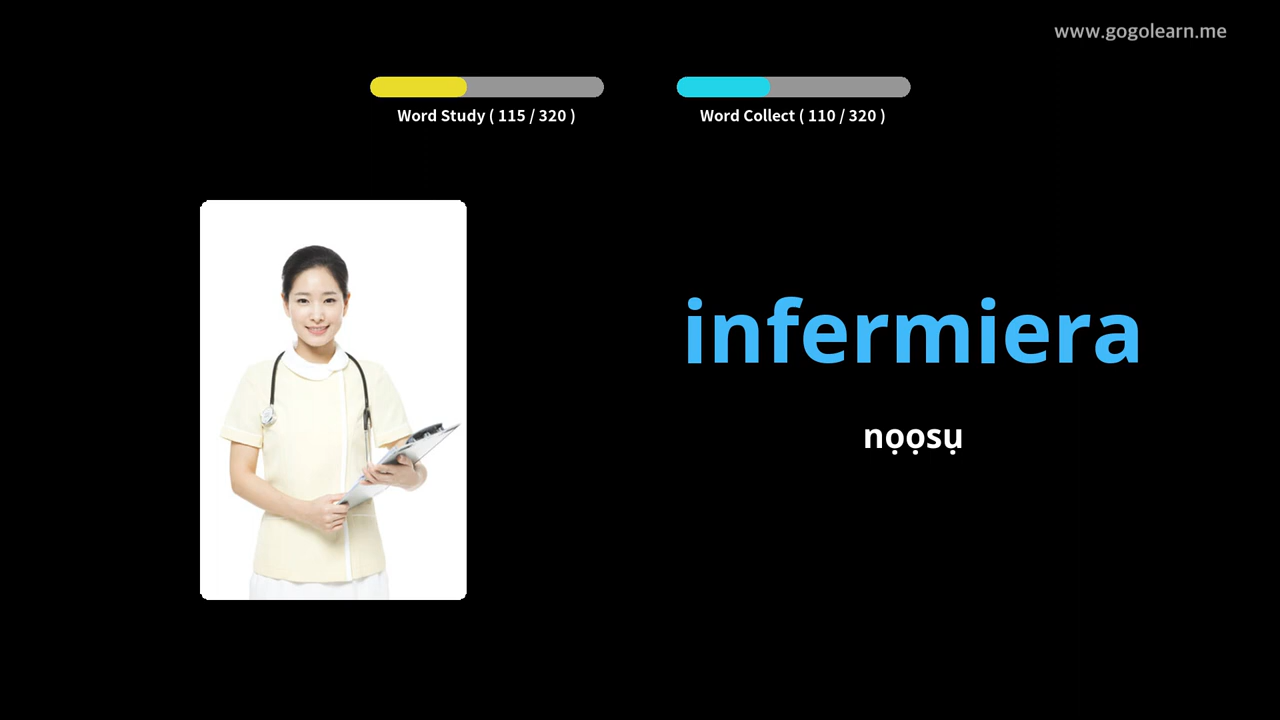 www.gogolearn.me
Word Study ( 115 / 320 )
Word Collect ( 110 / 320 )
infermiera
nọọsụ